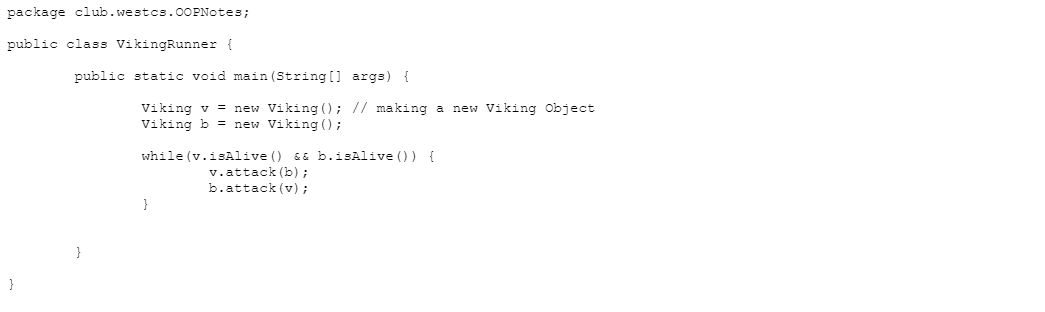 package club.westcs.OOPNotes;
public class VikingRunner {
public static void main(String[] args) {
Viking v = new Viking(); // making a new Viking Object
Viking b = new Viking();
while(v.isAlive() && b.isAlive()) {
v.attack(b);
b.attack(v);
}
}
}